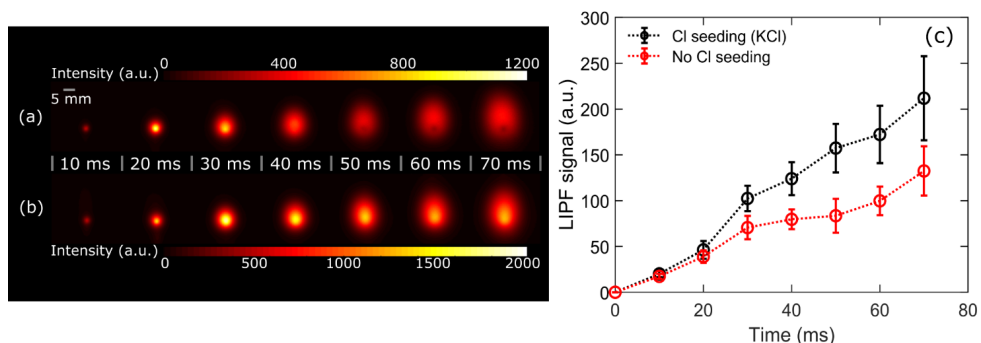 Intensity (a.u.) 0 400 800 1200
5 mm
(a)
10 ms 20 ms 30 ms 40 ms 50 ms 60 ms 70 ms
(b)
Intensity (a.u.)
0 500 1000 1500 2000
(c)
Cl seeding (KCl)
No Cl seeding
LIPF signal (a.u.)
300
250
200
150
100
50
0
0 20 40 60 80
Time (ms)